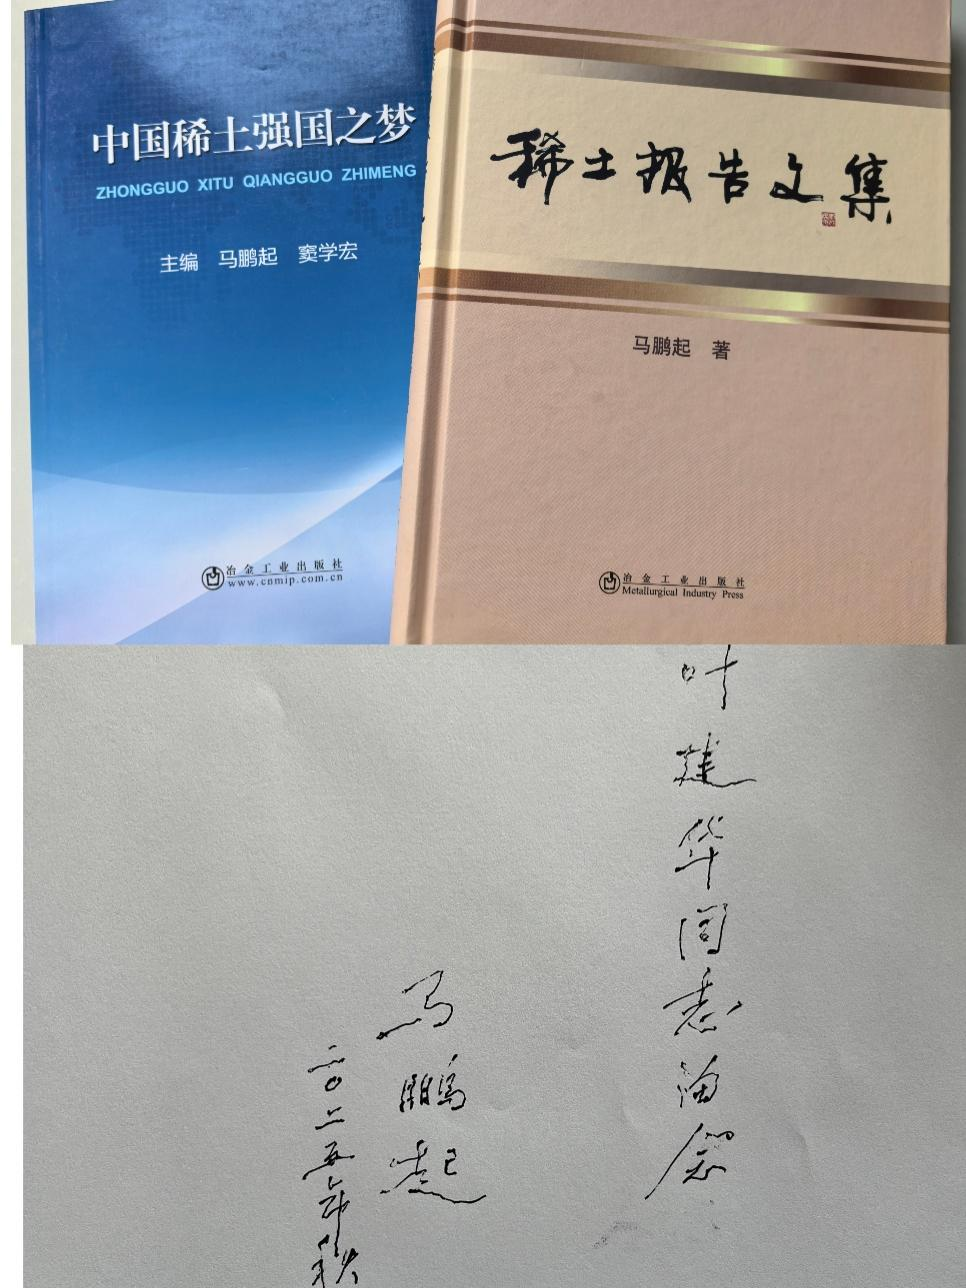 中国稀土强国之梦
ZHONGGUO XITU QIANGGUO ZHIMENG
主编 马鹏起 窦学宏
冶金工业出版社
www.cnmip.com.cn
稀土报告文集
马鹏起 著
冶金工业出版社
Metallurgical Industry Press
叶建华同志留念
马鹏起
二〇二五年秋